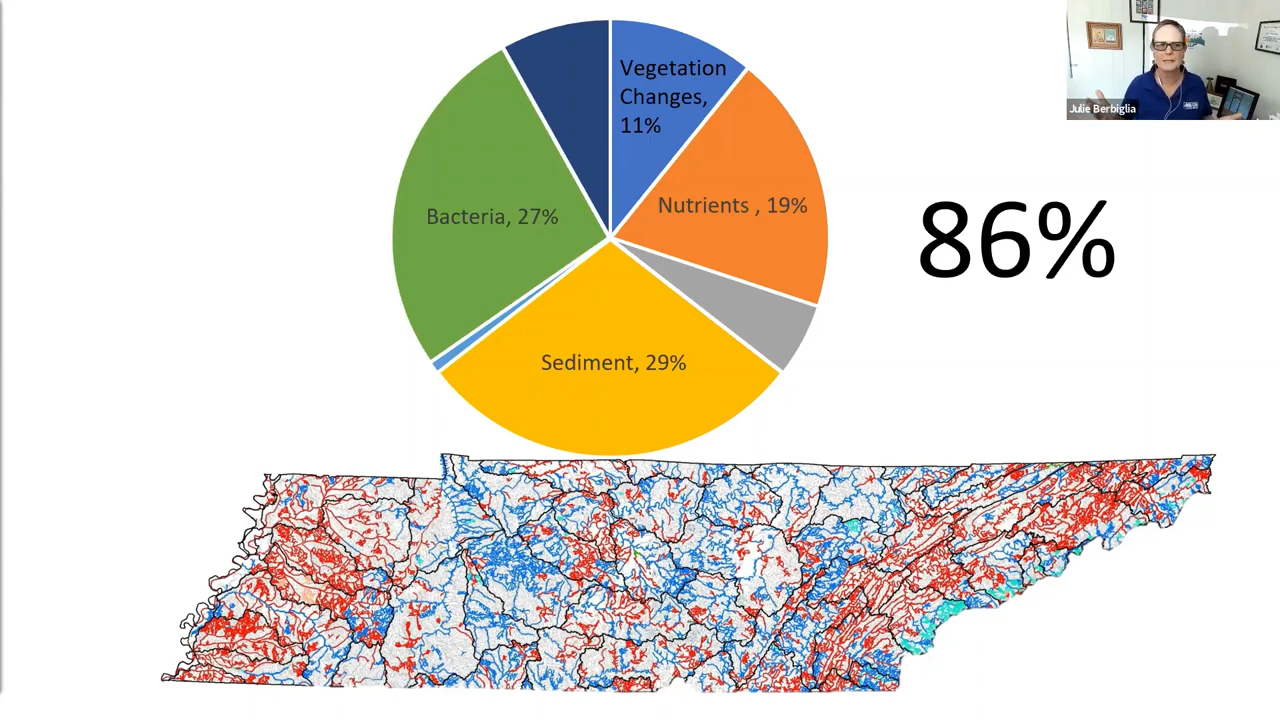 Vegetation
Changes,
11%
Nutrients , 19%
Bacteria, 27%
Sediment, 29%
86%
Julie Berbiglia